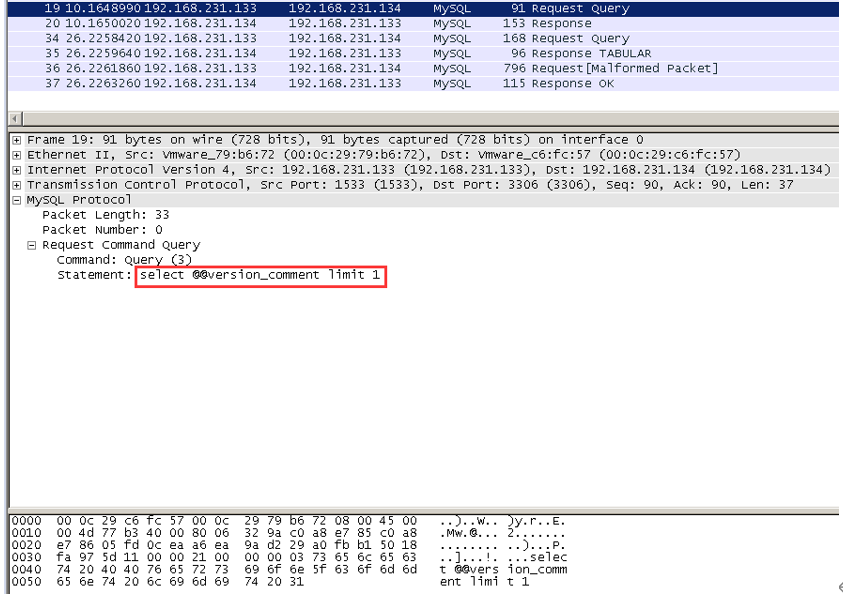 19 10.1648990 192.168.231.133 192.168.231.134 MySQL 91 Request Query
20 10.1650020 192.168.231.134 192.168.231.133 MySQL 153 Response
34 26.2258420 192.168.231.133 192.168.231.134 MySQL 168 Request Query
35 26.2259640 192.168.231.134 192.168.231.133 MySQL 96 Response TABULAR
36 26.2261860 192.168.231.133 192.168.231.134 MySQL 796 Request[Malformed Packet]
37 26.2263260 192.168.231.134 192.168.231.133 MySQL 115 Response OK
Frame 19: 91 bytes on wire (728 bits), 91 bytes captured (728 bits) on interface 0
Ethernet II, Src: Vmware_79:b6:72 (00:0c:29:79:b6:72), Dst: Vmware_c6:fc:57 (00:0c:29:c6:fc:57)
Internet Protocol Version 4, Src: 192.168.231.133 (192.168.231.133), Dst: 192.168.231.134 (192.168.231.134)
Transmission Control Protocol, Src Port: 1533 (1533), Dst Port: 3306 (3306), Seq: 90, Ack: 90, Len: 37
MySQL Protocol
Packet Length: 33
Packet Number: 0
Request Command Query
Command: Query (3)
Statement: select @@version_comment limit 1
0000 00 0c 29 c6 fc 57 00 0c 29 79 b6 72 08 00 45 00 ..)..W.. )y.r..E.
0010 00 4d 77 b3 40 00 80 06 32 9a c0 a8 e7 85 c0 a8 .Mw.@... 2.......
0020 e7 86 05 fd 0c ea a6 ea 9a d2 29 a0 fb b1 50 18 ........ ..)...P.
0030 fa 97 5d 11 00 00 21 00 00 00 03 73 65 6c 65 63 ..]...!. ...selec
0040 74 20 40 40 76 65 72 73 69 6f 6e 5f 63 6f 6d 6d t @@vers ion_comm
0050 65 6e 74 20 6c 69 6d 69 74 20 31 ent limi t 1